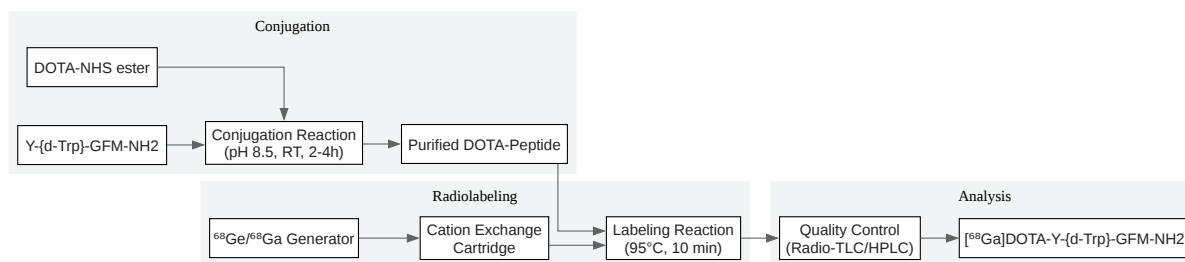 Conjugation
DOTA-NHS ester
Y-{d-Trp}-GFM-NH2
Conjugation Reaction
(pH 8.5, RT, 2-4h)
Purified DOTA-Peptide
Radiolabeling
⁶⁸Ge/⁶⁸Ga Generator
Cation Exchange
Cartridge
Labeling Reaction
(95°C, 10 min)
Analysis
Quality Control
(Radio-TLC/HPLC)
[⁶⁸Ga]DOTA-Y-{d-Trp}-GFM-NH2